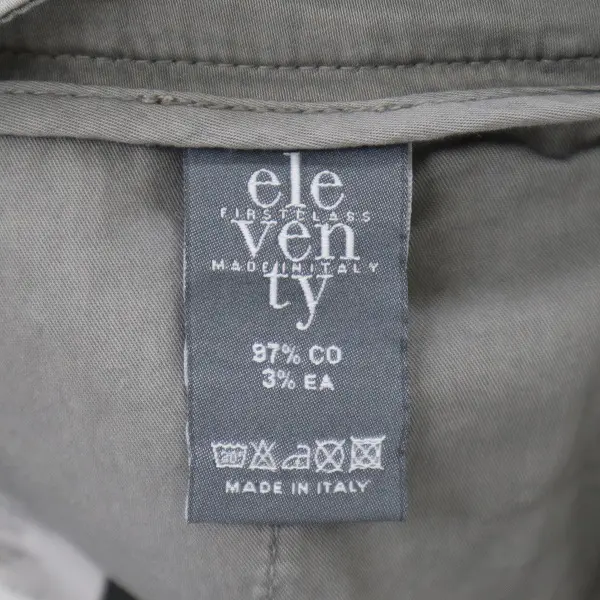 ele
FIRST CLASS
ven
MADE IN ITALY
ty
97% CO
3% EA
MADE IN ITALY